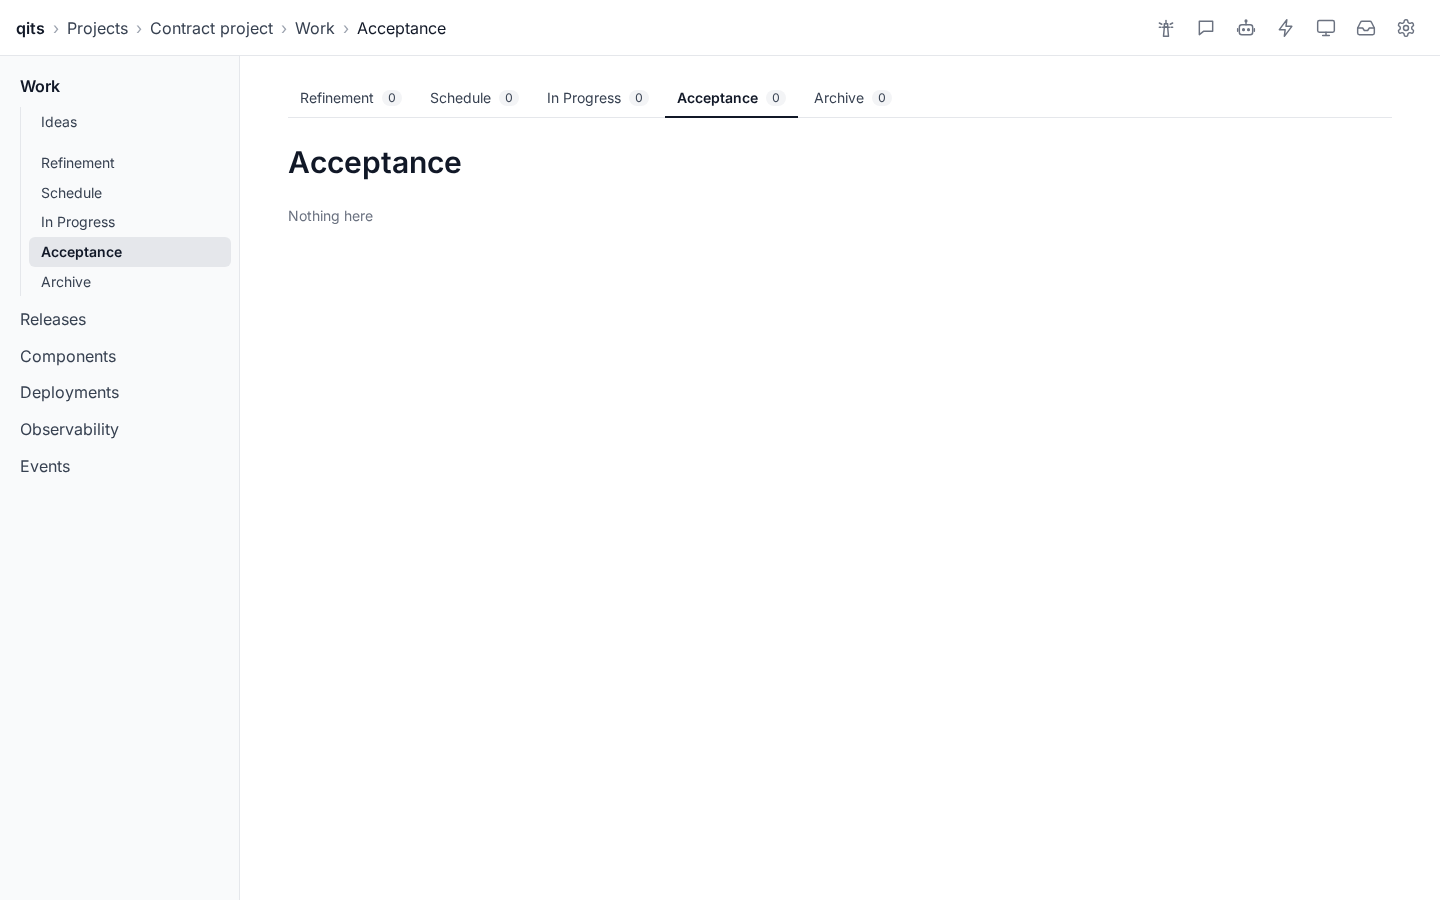 qits › Projects › Contract project › Work › Acceptance
Work
Ideas
Refinement
Schedule
In Progress
Acceptance
Archive
Releases
Components
Deployments
Observability
Events
Refinement 0 Schedule 0 In Progress 0 Acceptance 0 Archive 0
Acceptance
Nothing here